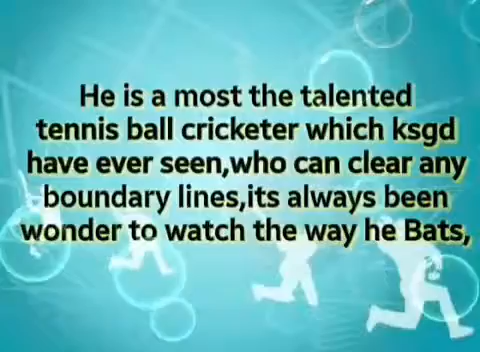 He is a most the talented
tennis ball cricketer which ksgd
have ever seen,who can clear any
boundary lines,its always been
wonder to watch the way he Bats,